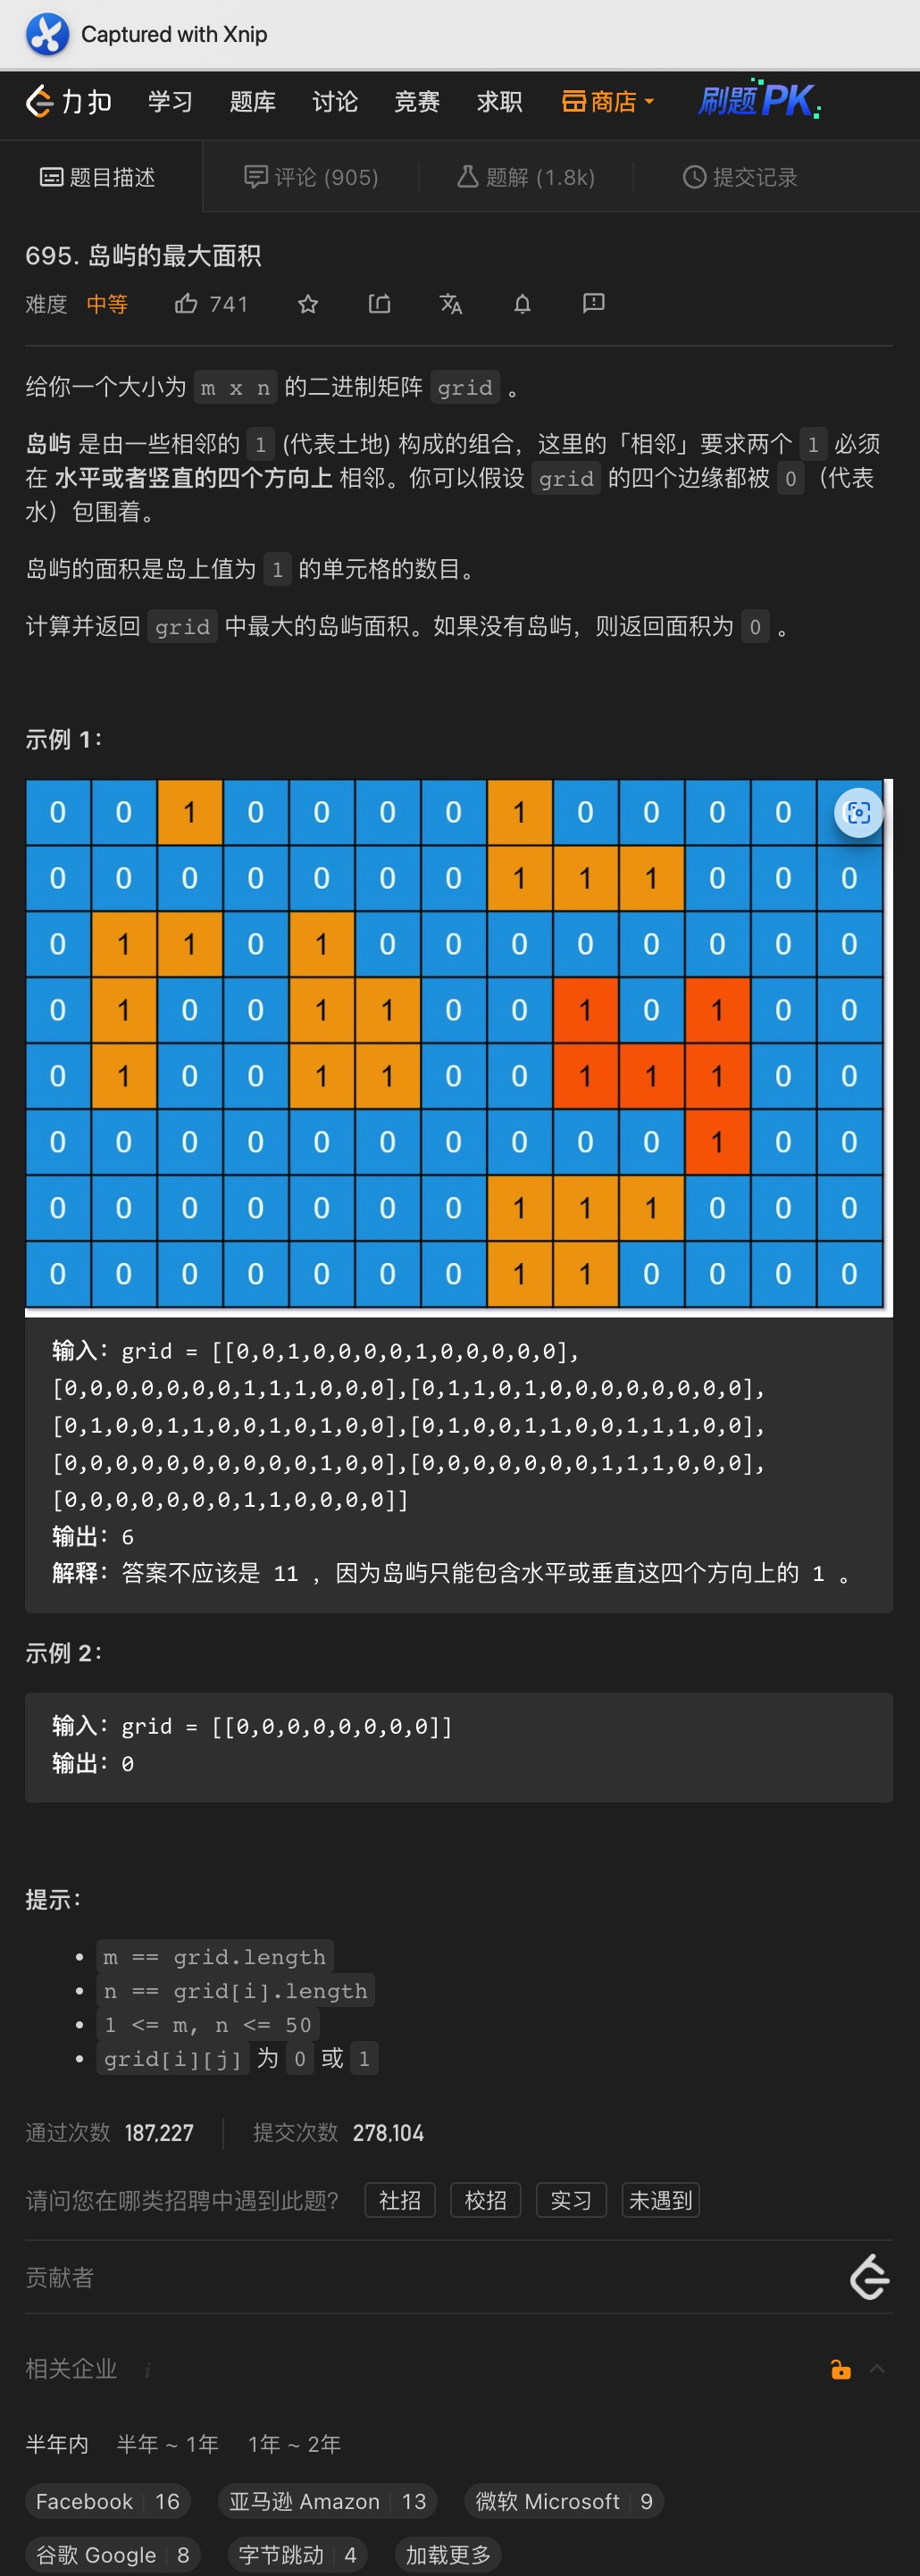 Captured with Xnip
力扣 学习 题库 讨论 竞赛 求职 商店 刷题PK
题目描述 评论 (905) 题解 (1.8k) 提交记录
695. 岛屿的最大面积
难度 中等 741
给你一个大小为 m x n 的二进制矩阵 grid 。
岛屿 是由一些相邻的 1 (代表土地) 构成的组合，这里的「相邻」要求两个 1 必须
在 水平或者竖直的四个方向上 相邻。你可以假设 grid 的四个边缘都被 0 （代表
水）包围着。
岛屿的面积是岛上值为 1 的单元格的数目。
计算并返回 grid 中最大的岛屿面积。如果没有岛屿，则返回面积为 0 。
示例 1：
0 0 1 0 0 0 0 1 0 0 0 0
0 0 0 0 0 0 0 1 1 1 0 0 0
0 1 1 0 1 0 0 0 0 0 0 0 0
0 1 0 0 1 1 0 0 1 0 1 0 0
0 1 0 0 1 1 0 0 1 1 1 0 0
0 0 0 0 0 0 0 0 0 0 1 0 0
0 0 0 0 0 0 0 1 1 1 0 0 0
0 0 0 0 0 0 0 1 1 0 0 0 0
输入：grid = [[0,0,1,0,0,0,0,1,0,0,0,0,0],
[0,0,0,0,0,0,0,1,1,1,0,0,0],[0,1,1,0,1,0,0,0,0,0,0,0,0],
[0,1,0,0,1,1,0,0,1,0,1,0,0],[0,1,0,0,1,1,0,0,1,1,1,0,0],
[0,0,0,0,0,0,0,0,0,0,1,0,0],[0,0,0,0,0,0,0,1,1,1,0,0,0],
[0,0,0,0,0,0,0,1,1,0,0,0,0]]
输出：6
解释：答案不应该是 11 ，因为岛屿只能包含水平或垂直这四个方向上的 1 。
示例 2：
输入：grid = [[0,0,0,0,0,0,0,0]]
输出：0
提示：
m == grid.length
n == grid[i].length
1 <= m, n <= 50
grid[i][j] 为 0 或 1
通过次数 187,227 提交次数 278,104
请问您在哪类招聘中遇到此题？ 社招 校招 实习 未遇到
贡献者
相关企业 i
半年内 半年 ~ 1年 1年 ~ 2年
Facebook 16 亚马逊 Amazon 13 微软 Microsoft 9
谷歌 Google 8 字节跳动 4 加载更多